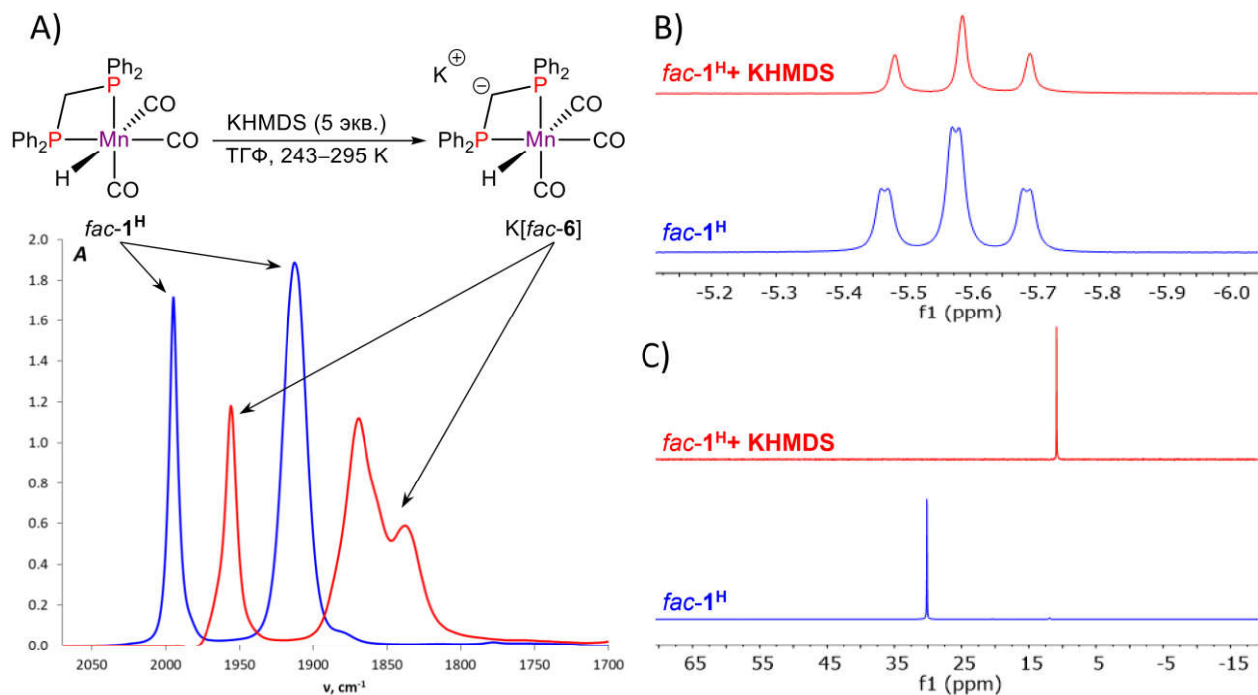 A)
Ph₂
P
Ph₂P
Mn
CO
CO
CO
H
KHMDS (5 экв.)
ТГФ, 243–295 K
K⊕
⊖
Ph₂
P
Ph₂P
Mn
CO
CO
CO
H
fac-1ᴴ
K[fac-6]
A
2.0
1.8
1.6
1.4
1.2
1.0
0.8
0.6
0.4
0.2
0.0
2050 2000 1950 1900 1850 1800 1750 1700
ν, cm⁻¹
B)
fac-1ᴴ+ KHMDS
fac-1ᴴ
-5.2 -5.3 -5.4 -5.5 -5.6 -5.7 -5.8 -5.9 -6.0
f1 (ppm)
C)
fac-1ᴴ+ KHMDS
fac-1ᴴ
65 55 45 35 25 15 5 -5 -15
f1 (ppm)